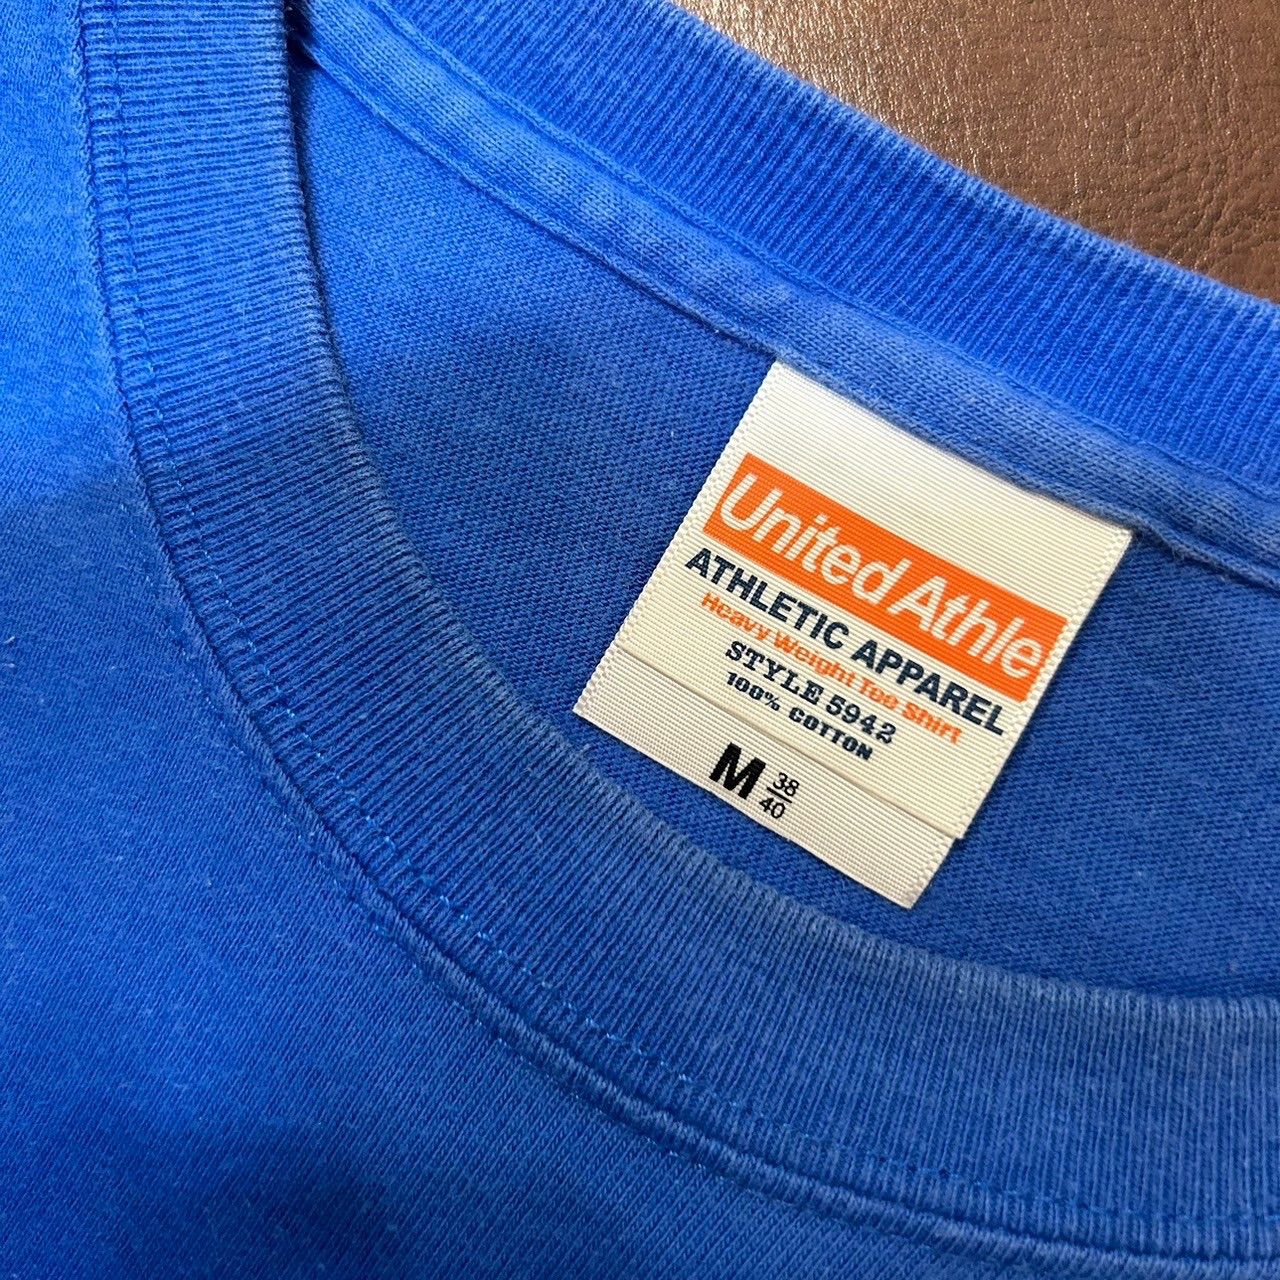 United Athle
ATHLETIC APPAREL
Heavy Weight Tee Shirt
STYLE 5942
100% COTTON
M 38/40